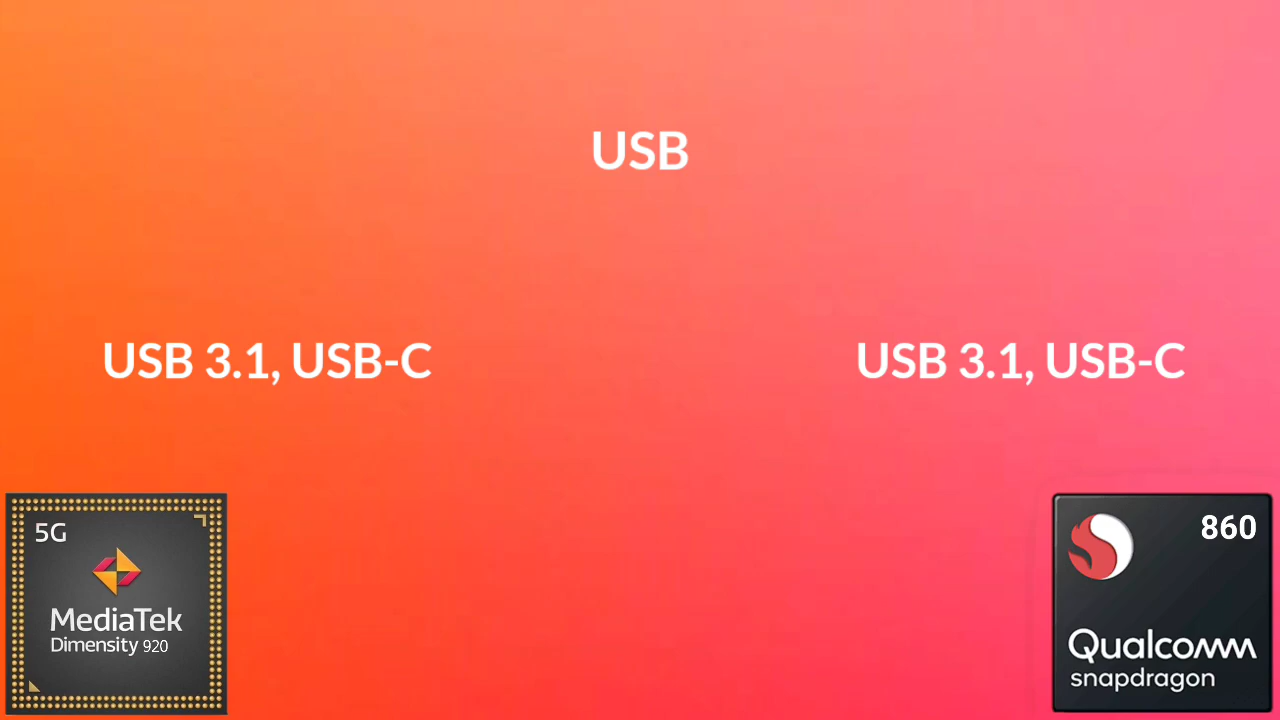 USB
USB 3.1, USB-C
USB 3.1, USB-C
5G
MediaTek
Dimensity 920
860
Qualcomm
snapdragon